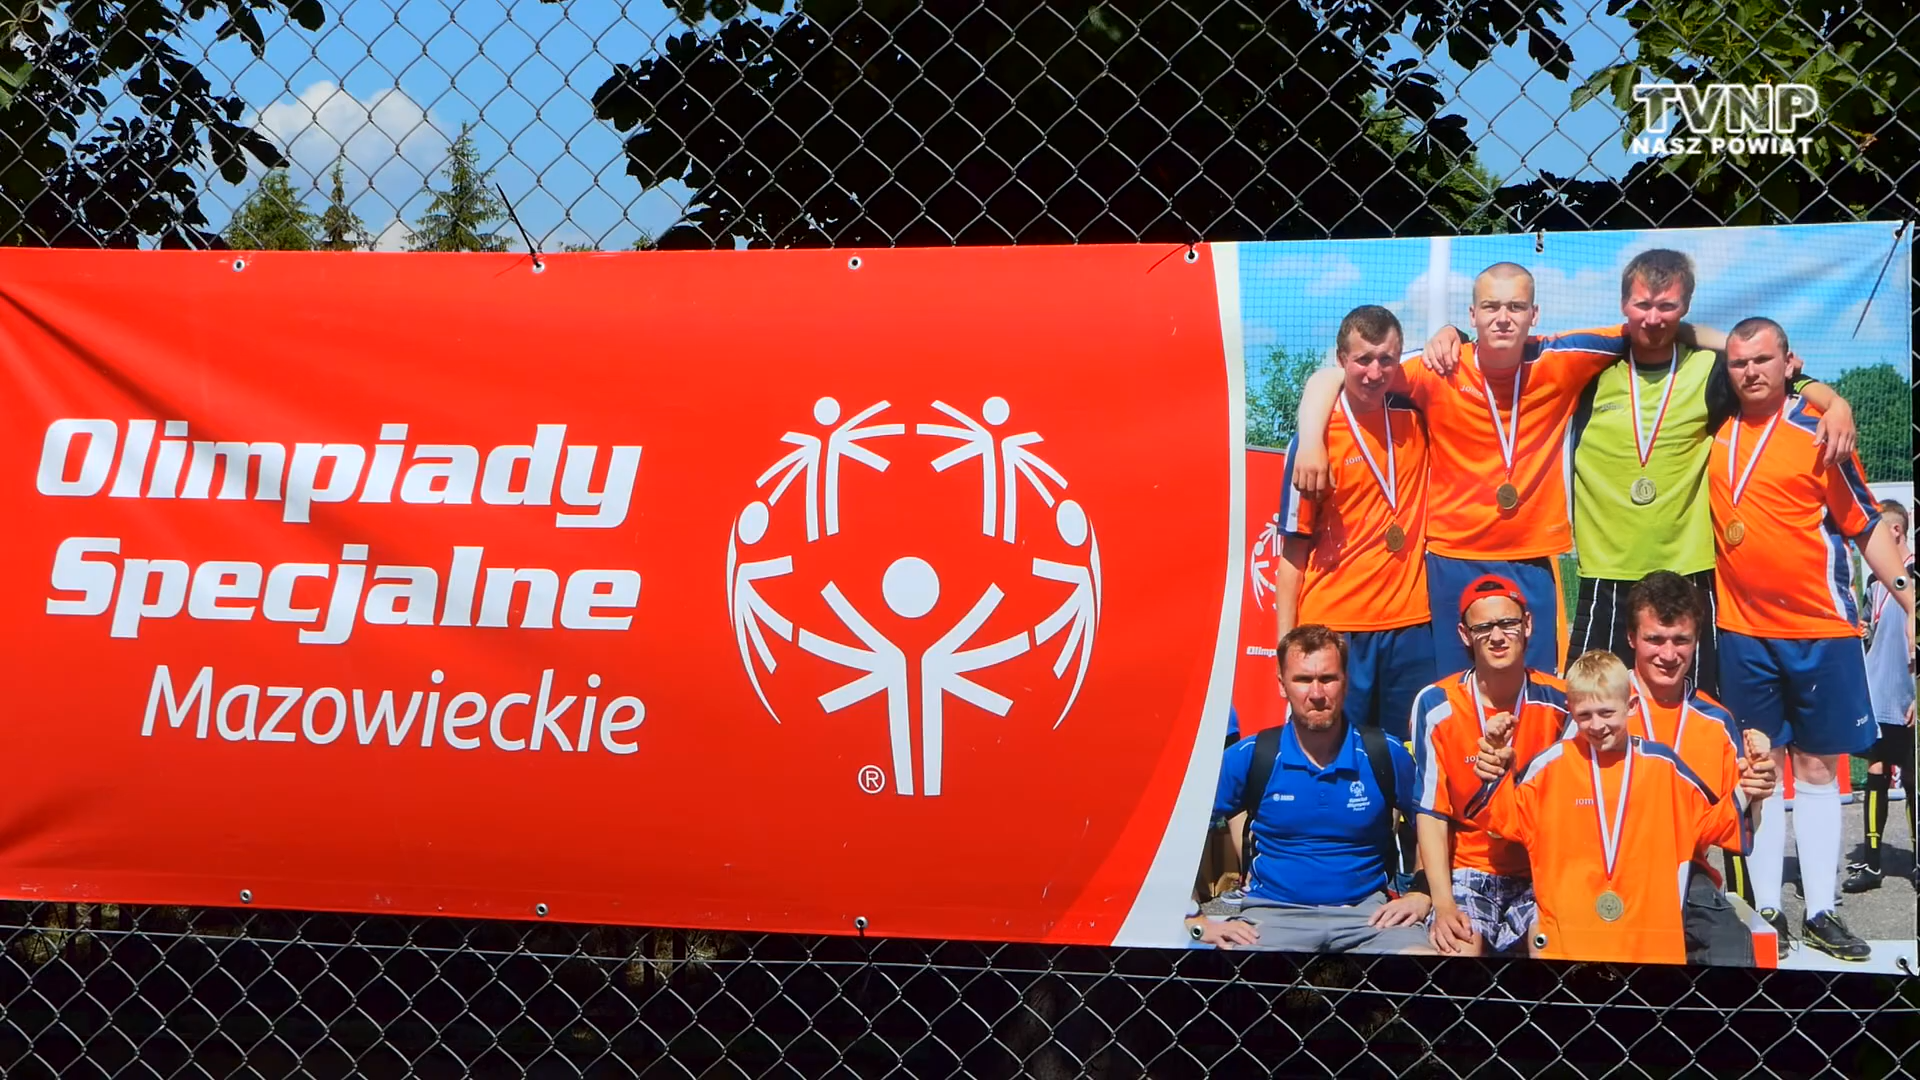 TVNP
NASZ POWIAT
Olimpiady
Specjalne
Mazowieckie
®